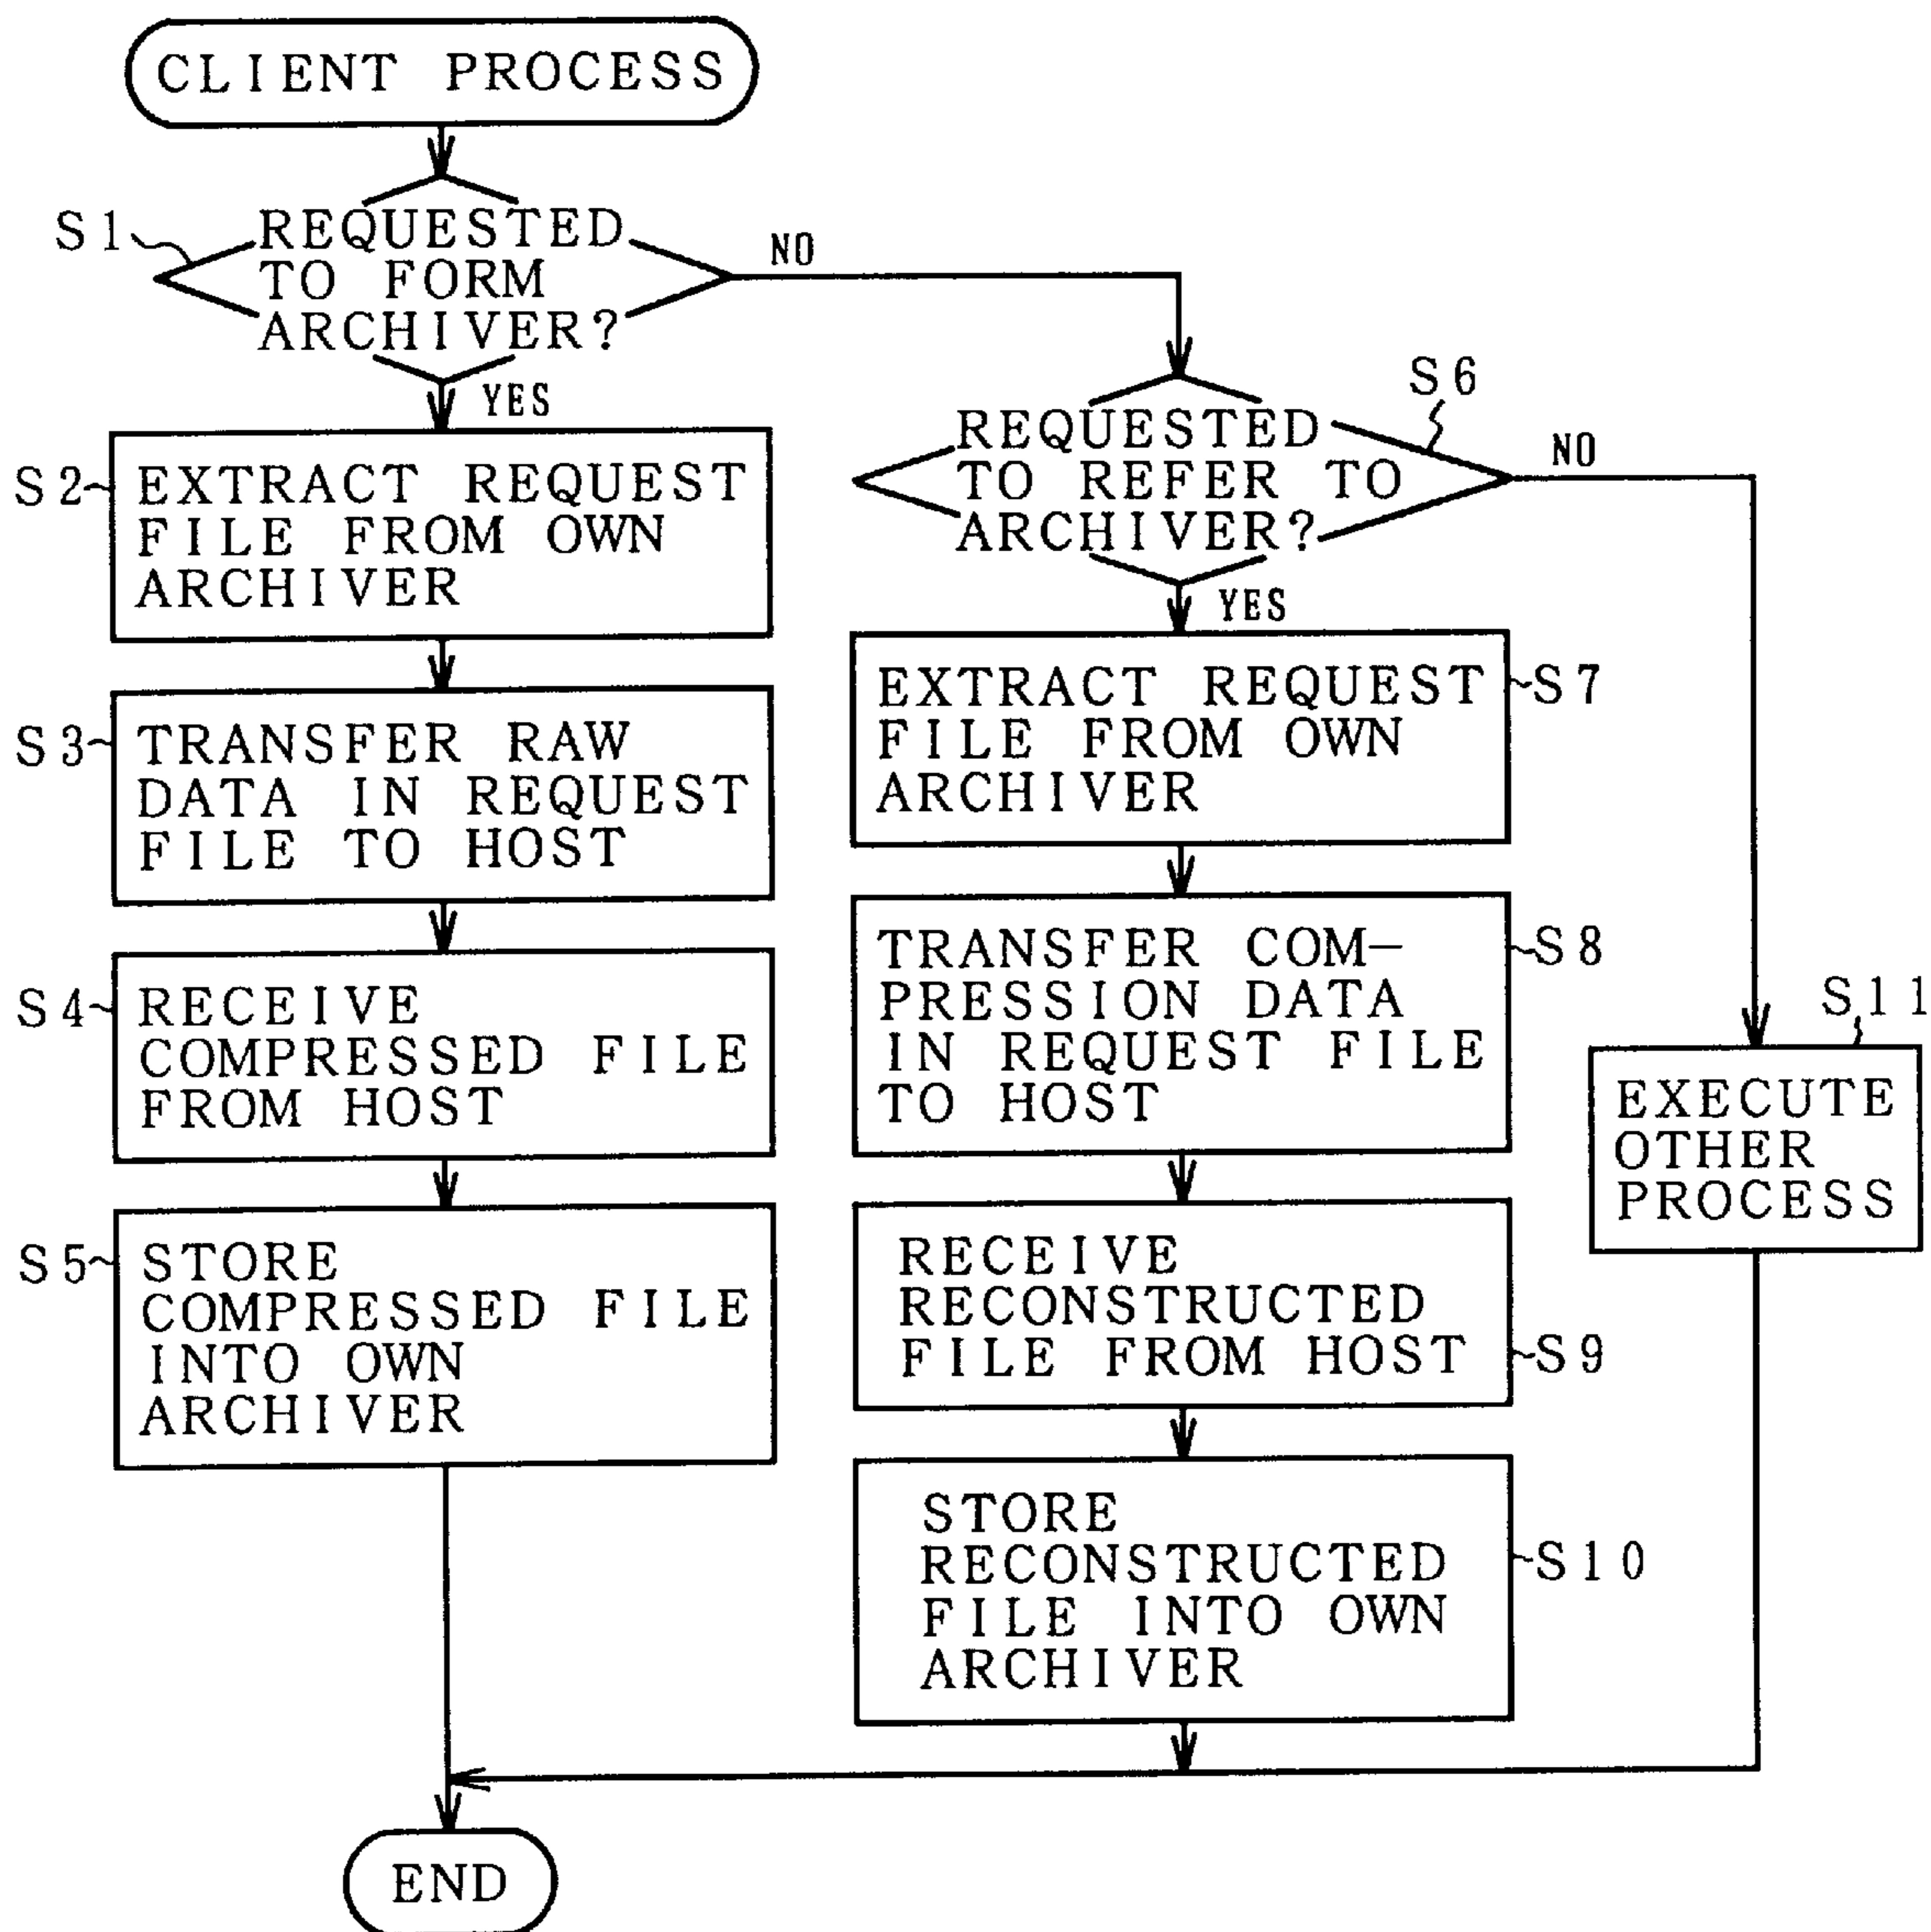 CLIENT PROCESS
S1
REQUESTED
TO FORM
ARCHIVER?
NO
YES
S2
EXTRACT REQUEST
FILE FROM OWN
ARCHIVER
S3
TRANSFER RAW
DATA IN REQUEST
FILE TO HOST
S4
RECEIVE
COMPRESSED FILE
FROM HOST
S5
STORE
COMPRESSED FILE
INTO OWN
ARCHIVER
S6
REQUESTED
TO REFER TO
ARCHIVER?
NO
YES
EXTRACT REQUEST
FILE FROM OWN
ARCHIVER
S7
TRANSFER COM-
PRESSION DATA
IN REQUEST FILE
TO HOST
S8
RECEIVE
RECONSTRUCTED
FILE FROM HOST
S9
STORE
RECONSTRUCTED
FILE INTO OWN
ARCHIVER
S10
S11
EXECUTE
OTHER
PROCESS
END